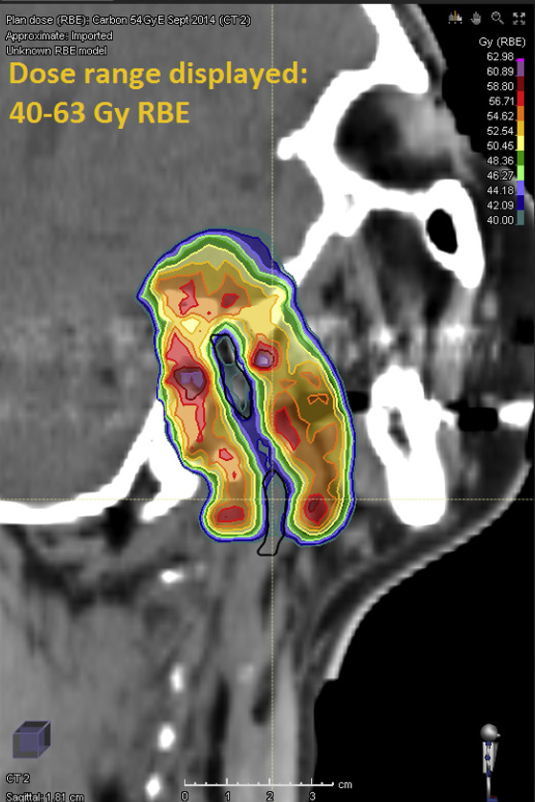 Plan dose (RBE): Carbon 54GyE Sept 2014 (CT 2)
Approximate: Imported
Unknown RBE model
Dose range displayed:
40-63 Gy RBE
Gy (RBE)
62.98
60.89
58.80
56.71
54.62
52.54
50.45
48.36
46.27
44.18
42.09
40.00
CT 2
Sagittal: 1.81 cm
0 1 2 3 cm